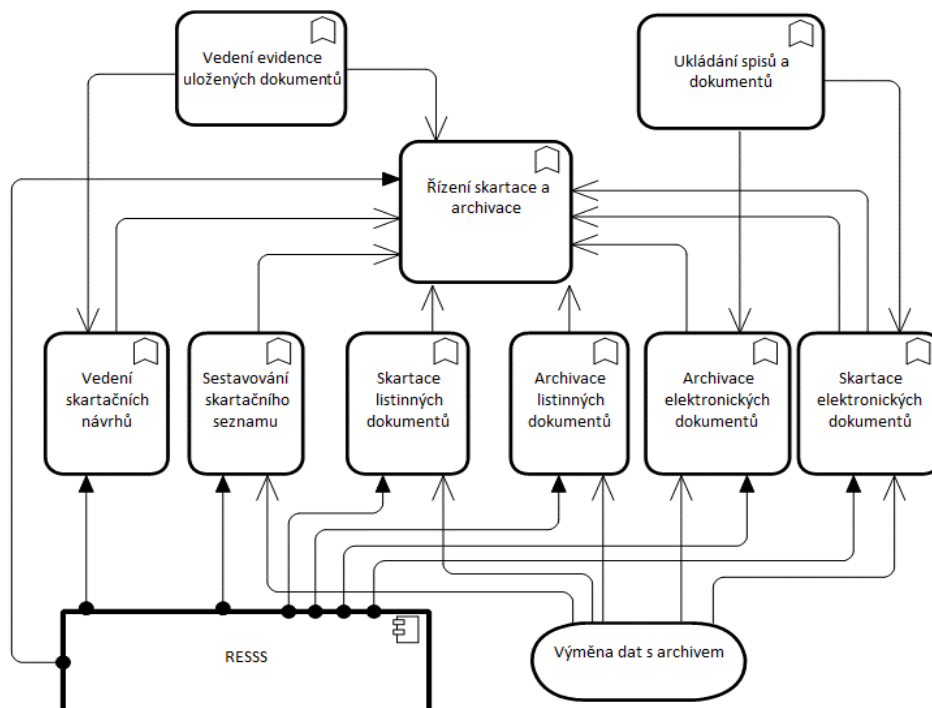 Vedení evidence
uložených dokumentů
Ukládání spisů a
dokumentů
Řízení skartace a
archivace
Vedení
skartačních
návrhů
Sestavování
skartačního
seznamu
Skartace
listinných
dokumentů
Archivace
listinných
dokumentů
Archivace
elektronických
dokumentů
Skartace
elektronických
dokumentů
RESSS
Výměna dat s archivem